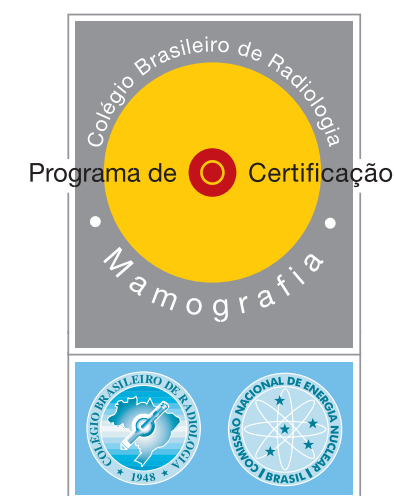 Colégio Brasileiro de Radiologia
Programa de Certificação
• Mamografia •
COLÉGIO BRASILEIRO DE RADIOLOGIA
★ 1948 ★
COMISSÃO NACIONAL DE ENERGIA NUCLEAR
BRASIL